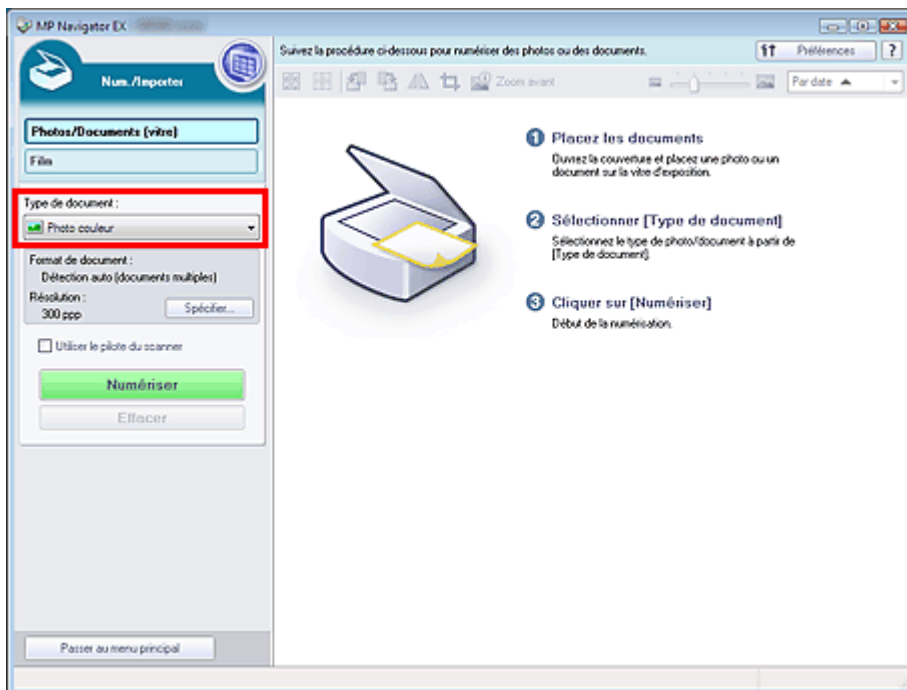 MP Navigator EX
Num./Importer
Photos/Documents (vitre)
Film
Type de document :
Photo couleur
Format de document :
Détection auto (documents multiples)
Résolution :
300 ppp
Spécifier...
Utiliser le pilote du scanner
Numériser
Effacer
Passer au menu principal
Suivez la procédure ci-dessous pour numériser des photos ou des documents.
Préférences
?
Zoom avant
Par date
1 Placez les documents
Ouvrez la couverture et placez une photo ou un
document sur la vitre d'exposition.
2 Sélectionner [Type de document]
Sélectionnez le type de photo/document à partir de
[Type de document].
3 Cliquer sur [Numériser]
Début de la numérisation.